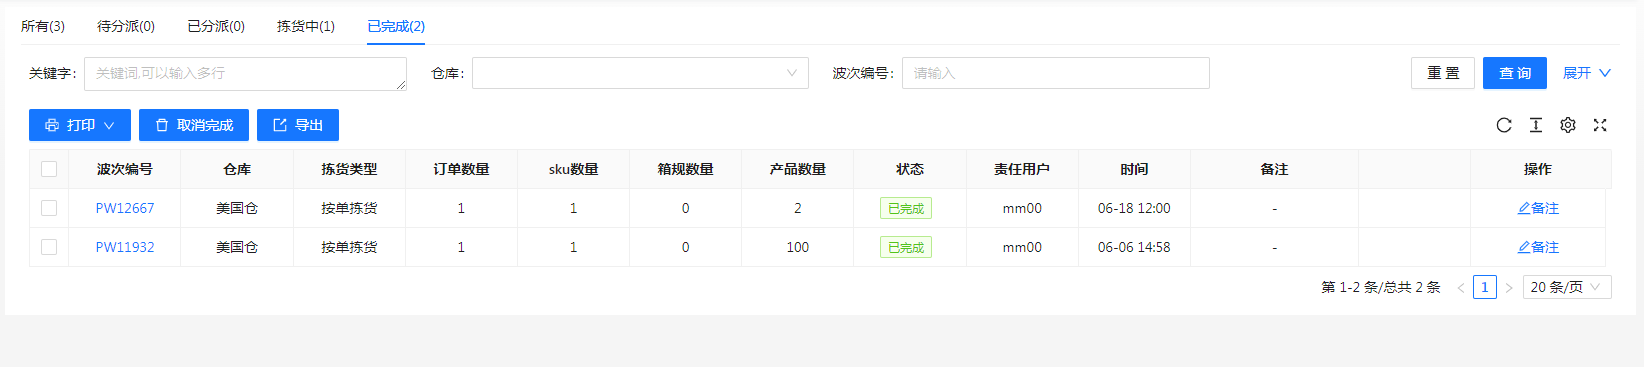 所有(3) 待分派(0) 已分派(0) 拣货中(1) 已完成(2)
关键字: 关键词,可以输入多行 仓库: 波次编号: 请输入 重 置 查 询 展开
打印 取消完成 导出
波次编号 仓库 拣货类型 订单数量 sku数量 箱规数量 产品数量 状态 责任用户 时间 备注 操作
PW12667 美国仓 按单拣货 1 1 0 2 已完成 mm00 06-18 12:00 - 备注
PW11932 美国仓 按单拣货 1 1 0 100 已完成 mm00 06-06 14:58 - 备注
第 1-2 条/总共 2 条 < 1 > 20 条/页